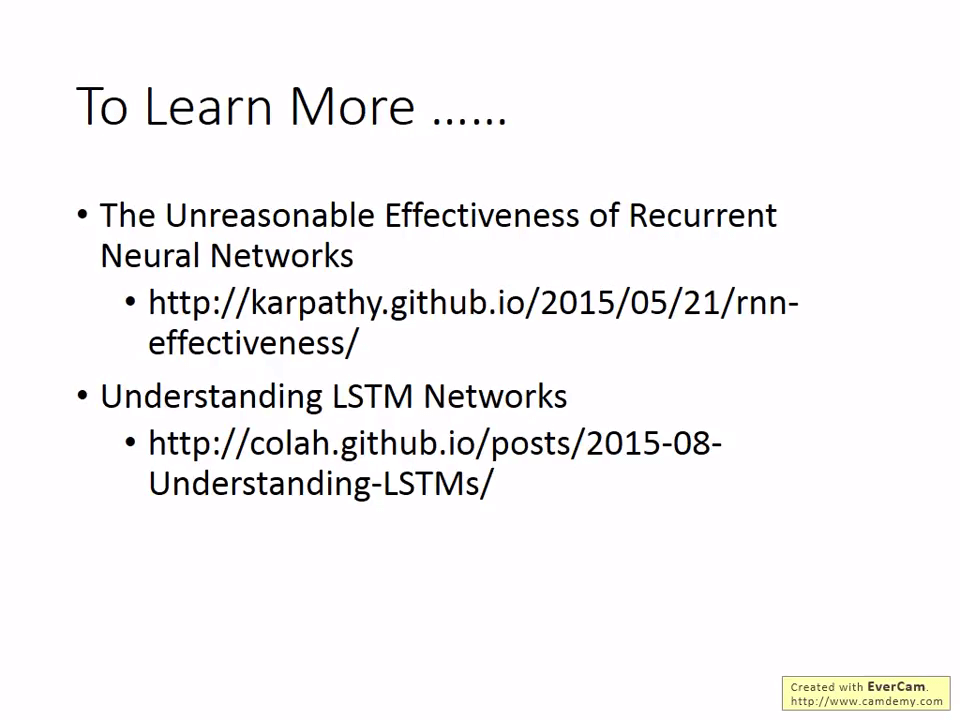 To Learn More ......
• The Unreasonable Effectiveness of Recurrent
Neural Networks
• http://karpathy.github.io/2015/05/21/rnn-
effectiveness/
• Understanding LSTM Networks
• http://colah.github.io/posts/2015-08-
Understanding-LSTMs/
Created with EverCam.
http://www.camdemy.com